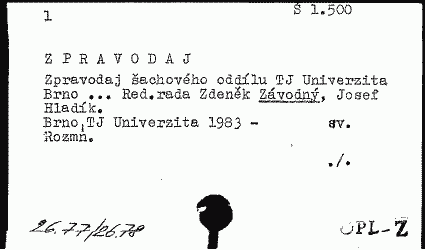 Š 1.500
1
Z P R A V O D A J
Zpravodaj šachového oddílu TJ Univerzita
Brno ... Red.rada Zdeněk Závodný, Josef
Hladík.
Brno,TJ Univerzita 1983 - sv.
Rozmn.
./.
26.77/26.78
OPL-Z